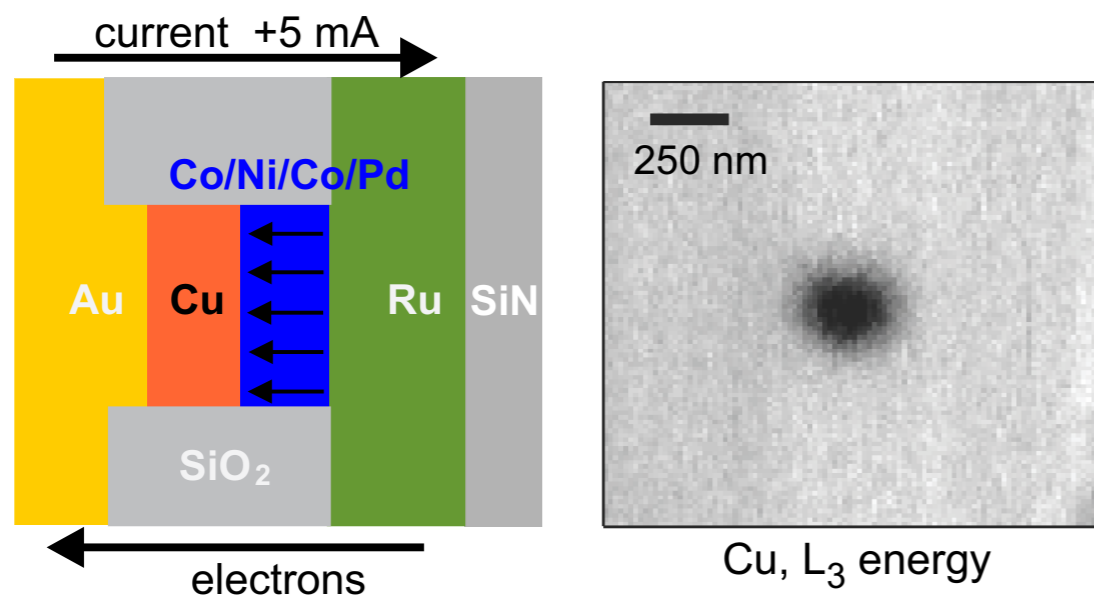 current +5 mA
Co/Ni/Co/Pd
Au Cu Ru SiN
SiO₂
electrons
250 nm
Cu, L₃ energy